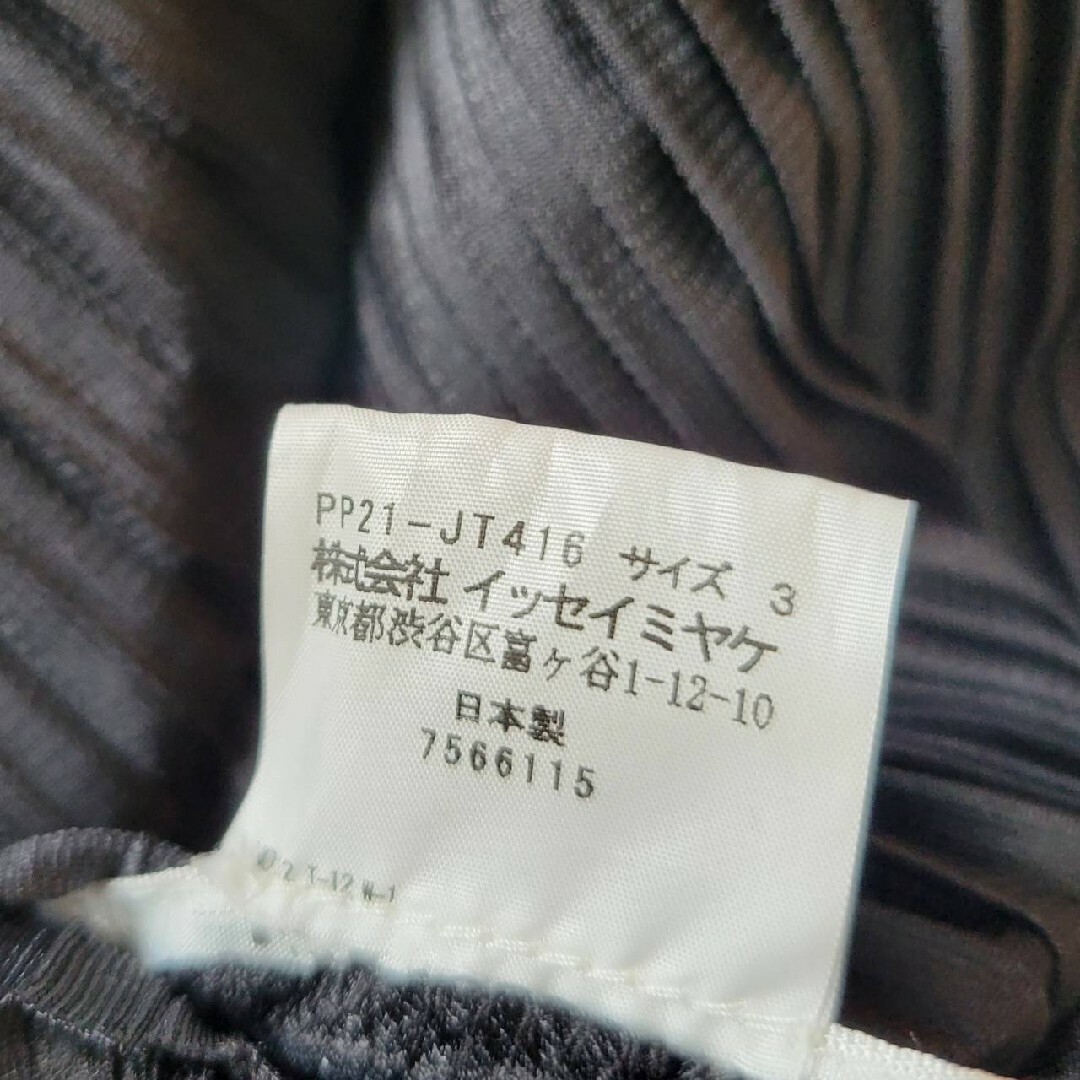 PP21-JT416 サイズ 3
株式会社 イッセイミヤケ
東京都渋谷区富ヶ谷1-12-10
日本製
7566115